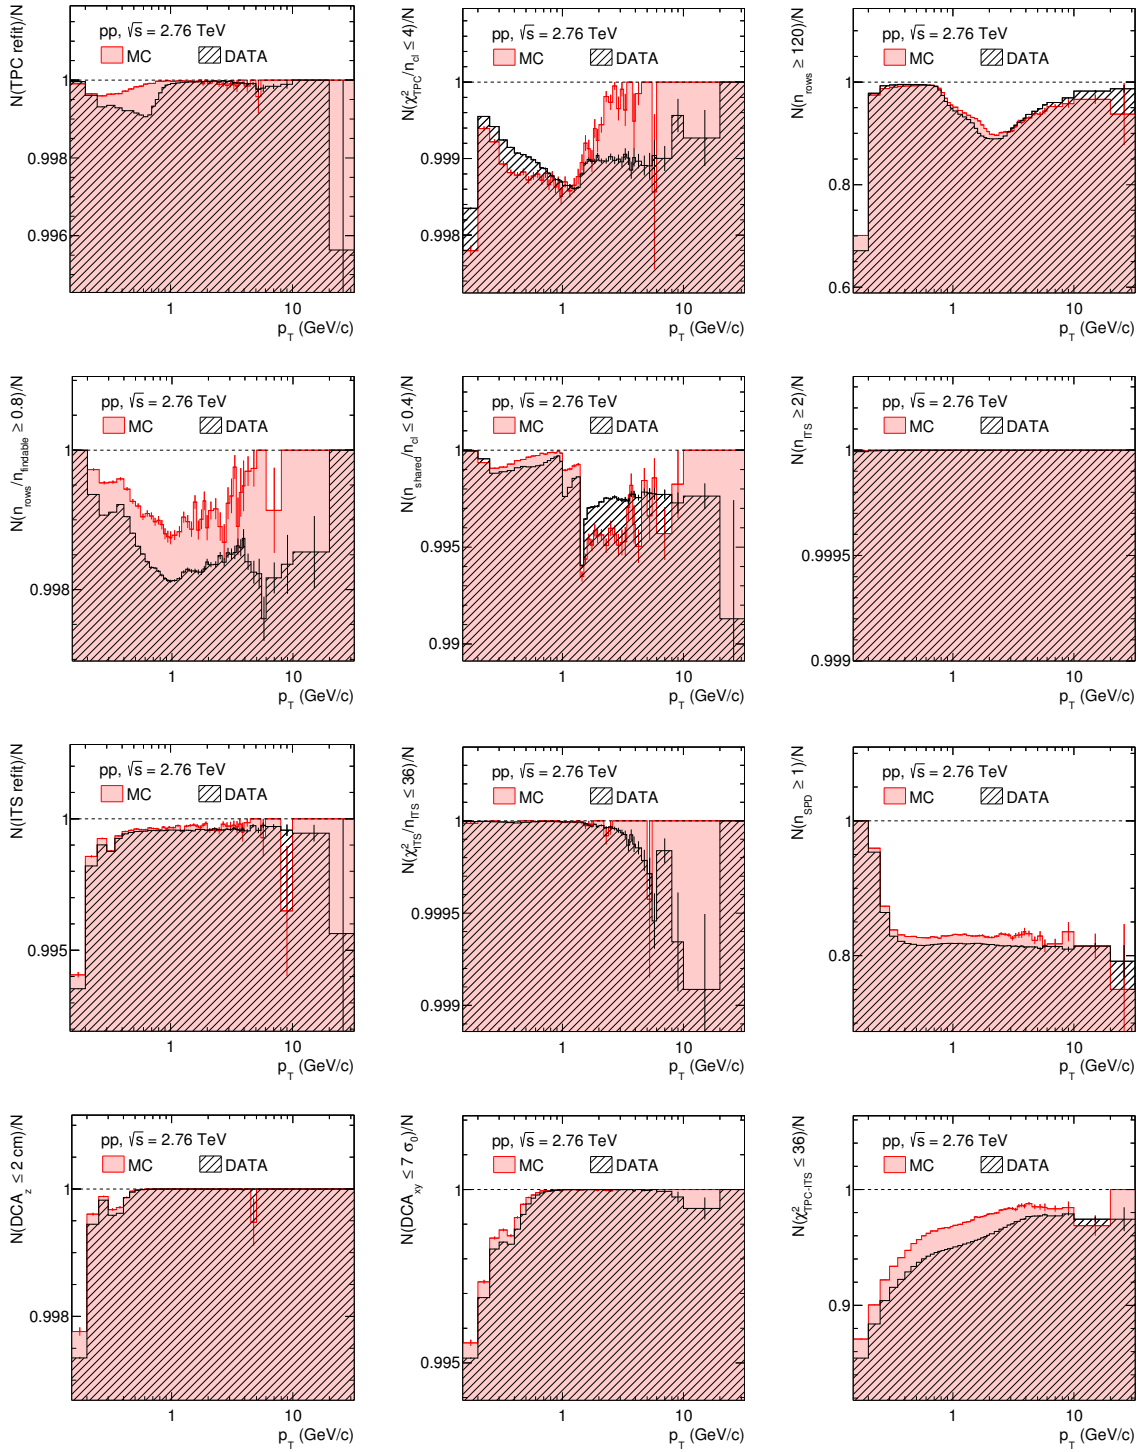 N(TPC refit)/N
pp, √s = 2.76 TeV
MC DATA
1
0.998
0.996
1 10
p_T (GeV/c)
N(χ²_TPC/n_cl ≤ 4)/N
pp, √s = 2.76 TeV
MC DATA
1
0.999
0.998
1 10
p_T (GeV/c)
N(n_rows ≥ 120)/N
pp, √s = 2.76 TeV
MC DATA
1
0.8
0.6
1 10
p_T (GeV/c)
N(n_rows/n_findable ≥ 0.8)/N
pp, √s = 2.76 TeV
MC DATA
1
0.998
1 10
p_T (GeV/c)
N(n_shared/n_cl ≤ 0.4)/N
pp, √s = 2.76 TeV
MC DATA
1
0.995
0.99
1 10
p_T (GeV/c)
N(n_ITS ≥ 2)/N
pp, √s = 2.76 TeV
MC DATA
1
0.9995
0.999
1 10
p_T (GeV/c)
N(ITS refit)/N
pp, √s = 2.76 TeV
MC DATA
1
0.995
1 10
p_T (GeV/c)
N(χ²_ITS/n_ITS ≤ 36)/N
pp, √s = 2.76 TeV
MC DATA
1
0.9995
0.999
1 10
p_T (GeV/c)
N(n_SPD ≥ 1)/N
pp, √s = 2.76 TeV
MC DATA
1
0.8
1 10
p_T (GeV/c)
N(DCA_z ≤ 2 cm)/N
pp, √s = 2.76 TeV
MC DATA
1
0.998
1 10
p_T (GeV/c)
N(DCA_xy ≤ 7 σ₀)/N
pp, √s = 2.76 TeV
MC DATA
1
0.995
1 10
p_T (GeV/c)
N(χ²_TPC-ITS ≤ 36)/N
pp, √s = 2.76 TeV
MC DATA
1
0.9
1 10
p_T (GeV/c)